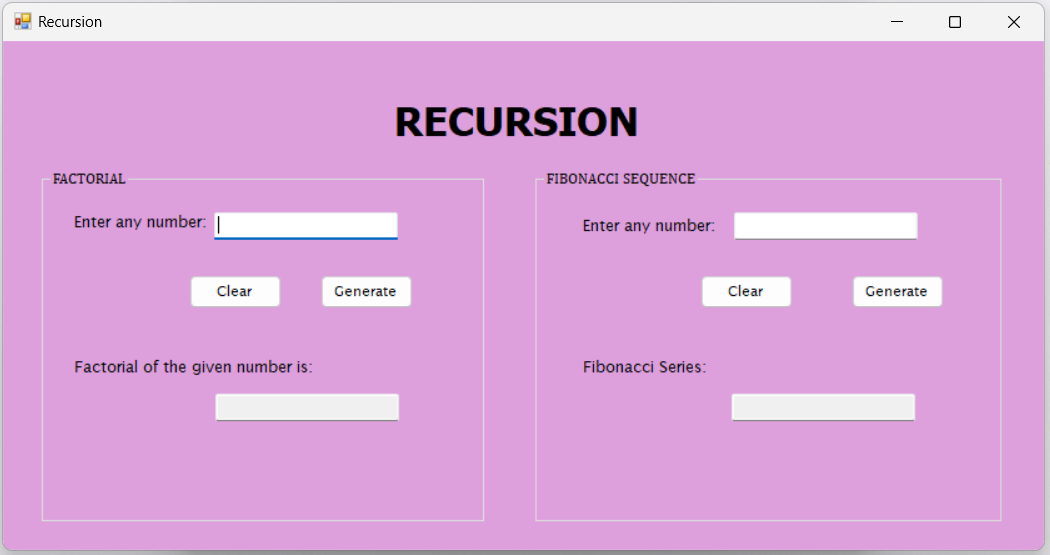 Recursion
RECURSION
FACTORIAL
Enter any number:
Clear
Generate
Factorial of the given number is:
FIBONACCI SEQUENCE
Enter any number:
Clear
Generate
Fibonacci Series: